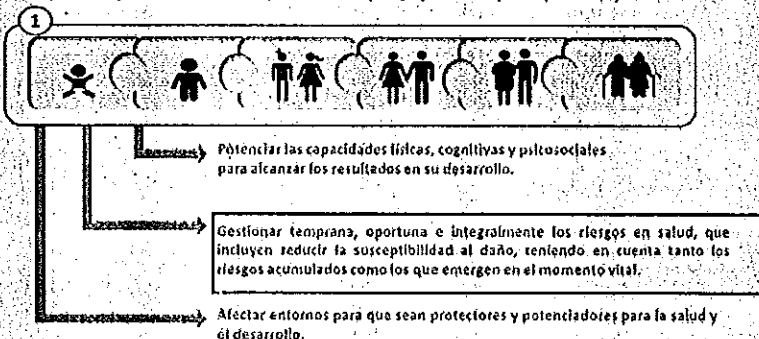 1
Potenciar las capacidades físicas, cognitivas y psicosociales
para alcanzar los resultados en su desarrollo.
Gestionar temprana, oportuna e integralmente los riesgos en salud, que
incluyen reducir la susceptibilidad al daño, teniendo en cuenta tanto los
riesgos acumulados como los que emergen en el momento vital.
Afectar entornos para que sean protectores y potenciadores para la salud y
el desarrollo.